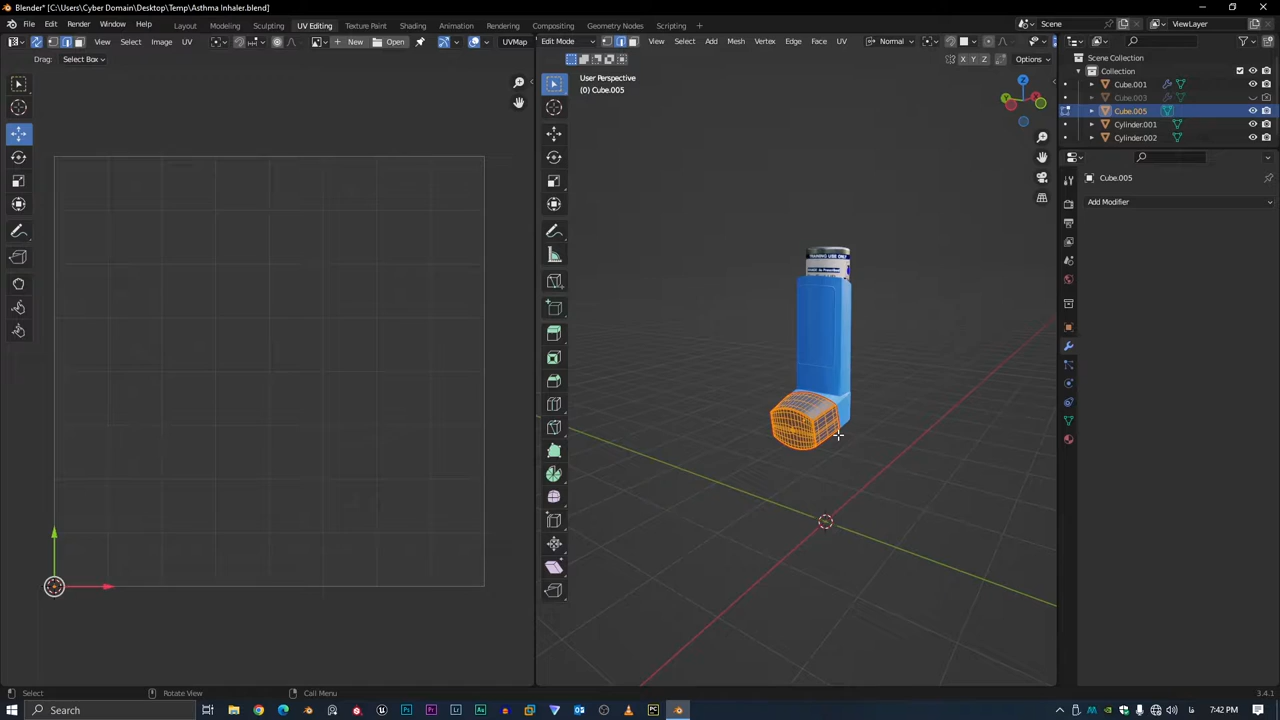 Blender* [C:\Users\Cyber Domain\Desktop\Temp\Asthma Inhaler.blend]
File Edit Render Window Help Layout Modeling Sculpting UV Editing Texture Paint Shading Animation Rendering Compositing Geometry Nodes Scripting + Scene ViewLayer
View Select Image UV New Open UVMap Edit Mode View Select Add Mesh Vertex Edge Face UV Normal
Drag: Select Box X Y Z Options
User Perspective
(0) Cube.005
Scene Collection
Collection
Cube.001
Cube.003
Cube.005
Cylinder.001
Cylinder.002
Cube.005
Add Modifier
Z
Y
X
TRAINING USE ONLY
Select Rotate View Call Menu 3.4.1
Search 7:42 PM